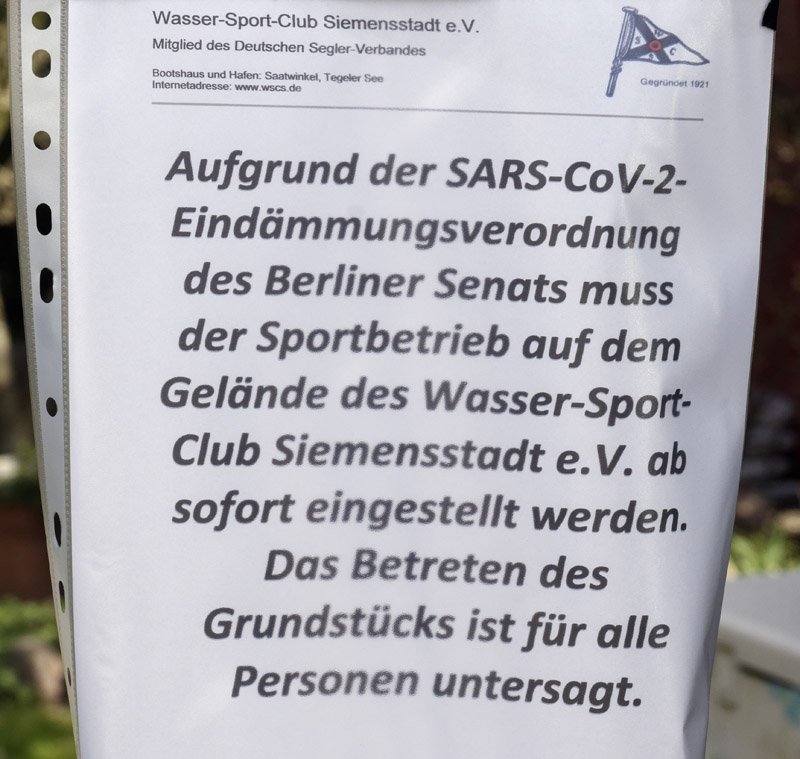 Wasser-Sport-Club Siemensstadt e.V.
Mitglied des Deutschen Segler-Verbandes
Bootshaus und Hafen: Saatwinkel, Tegeler See
Internetadresse: www.wscs.de
W
S C
S
Gegründet 1921
Aufgrund der SARS-CoV-2-
Eindämmungsverordnung
des Berliner Senats muss
der Sportbetrieb auf dem
Gelände des Wasser-Sport-
Club Siemensstadt e.V. ab
sofort eingestellt werden.
Das Betreten des
Grundstücks ist für alle
Personen untersagt.